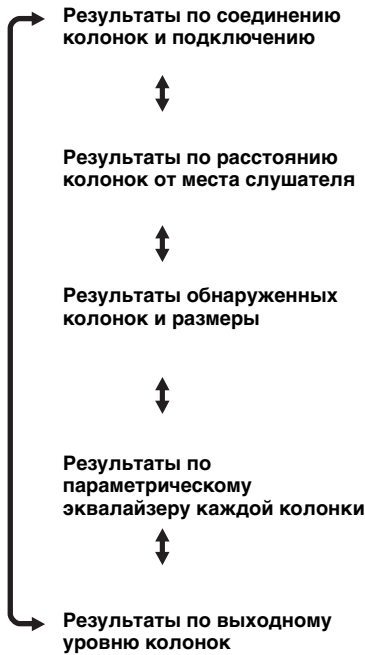 Результаты по соединению
колонок и подключению
Результаты по расстоянию
колонок от места слушателя
Результаты обнаруженных
колонок и размеры
Результаты по
параметрическому
эквалайзеру каждой колонки
Результаты по выходному
уровню колонок